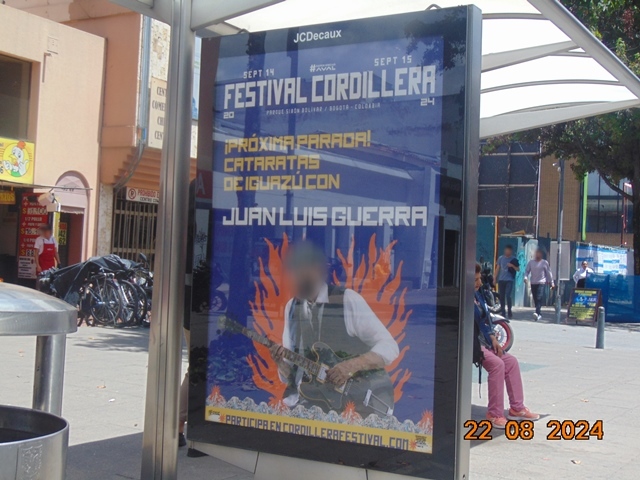 JCDecaux
SEPT 14
SEPT 15
FESTIVAL CORDILLERA
20
24
PARQUE SIMÓN BOLÍVAR / BOGOTÁ - COLOMBIA
¡PRÓXIMA PARADA!
CATARATAS
DE IGUAZÚ CON
JUAN LUIS GUERRA
PARTICIPA EN CORDILLERAFESTIVAL.COM
22 08 2024